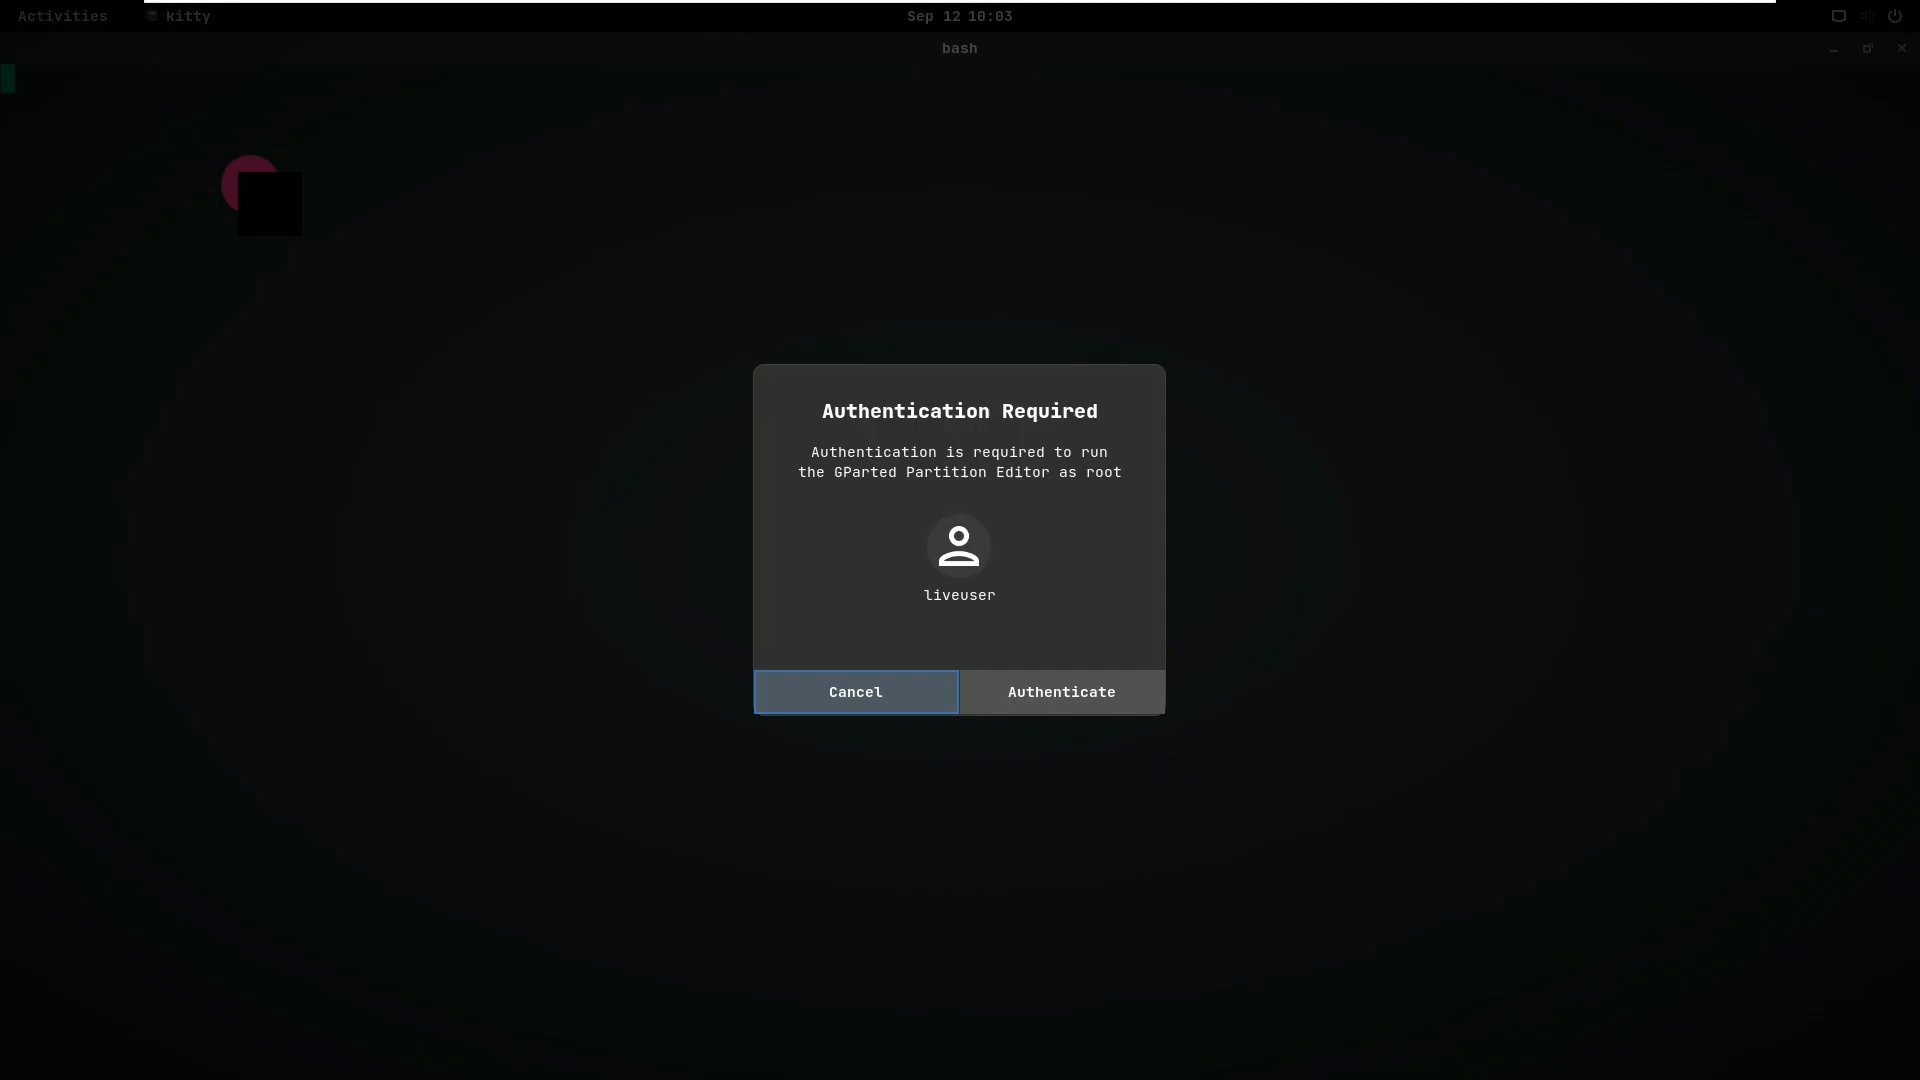 Activities kitty Sep 12 10:03
bash
Authentication Required
Authentication is required to run
the GParted Partition Editor as root
liveuser
Cancel Authenticate